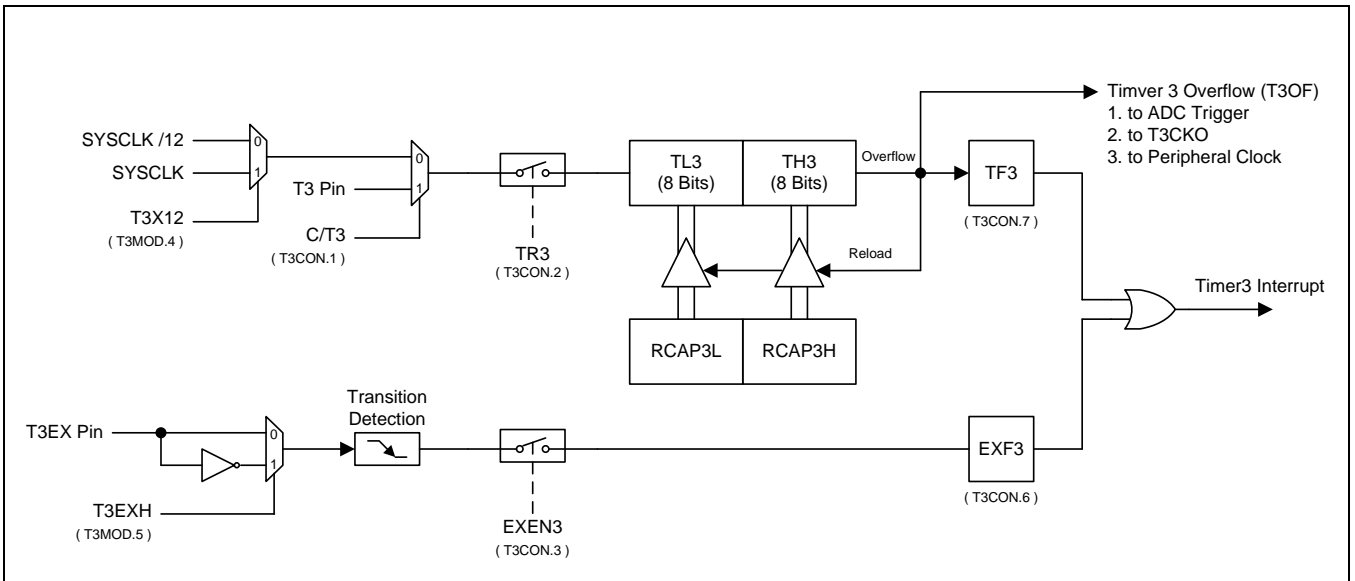 Timver 3 Overflow (T3OF)
1. to ADC Trigger
2. to T3CKO
3. to Peripheral Clock
SYSCLK /12
0
SYSCLK
1
T3X12
( T3MOD.4 )
0
T3 Pin
1
C/T3
( T3CON.1 )
TR3
( T3CON.2 )
TL3
(8 Bits)
TH3
(8 Bits)
Overflow
TF3
( T3CON.7 )
Reload
RCAP3L
RCAP3H
Timer3 Interrupt
Transition
Detection
T3EX Pin
0
1
T3EXH
( T3MOD.5 )
EXEN3
( T3CON.3 )
EXF3
( T3CON.6 )